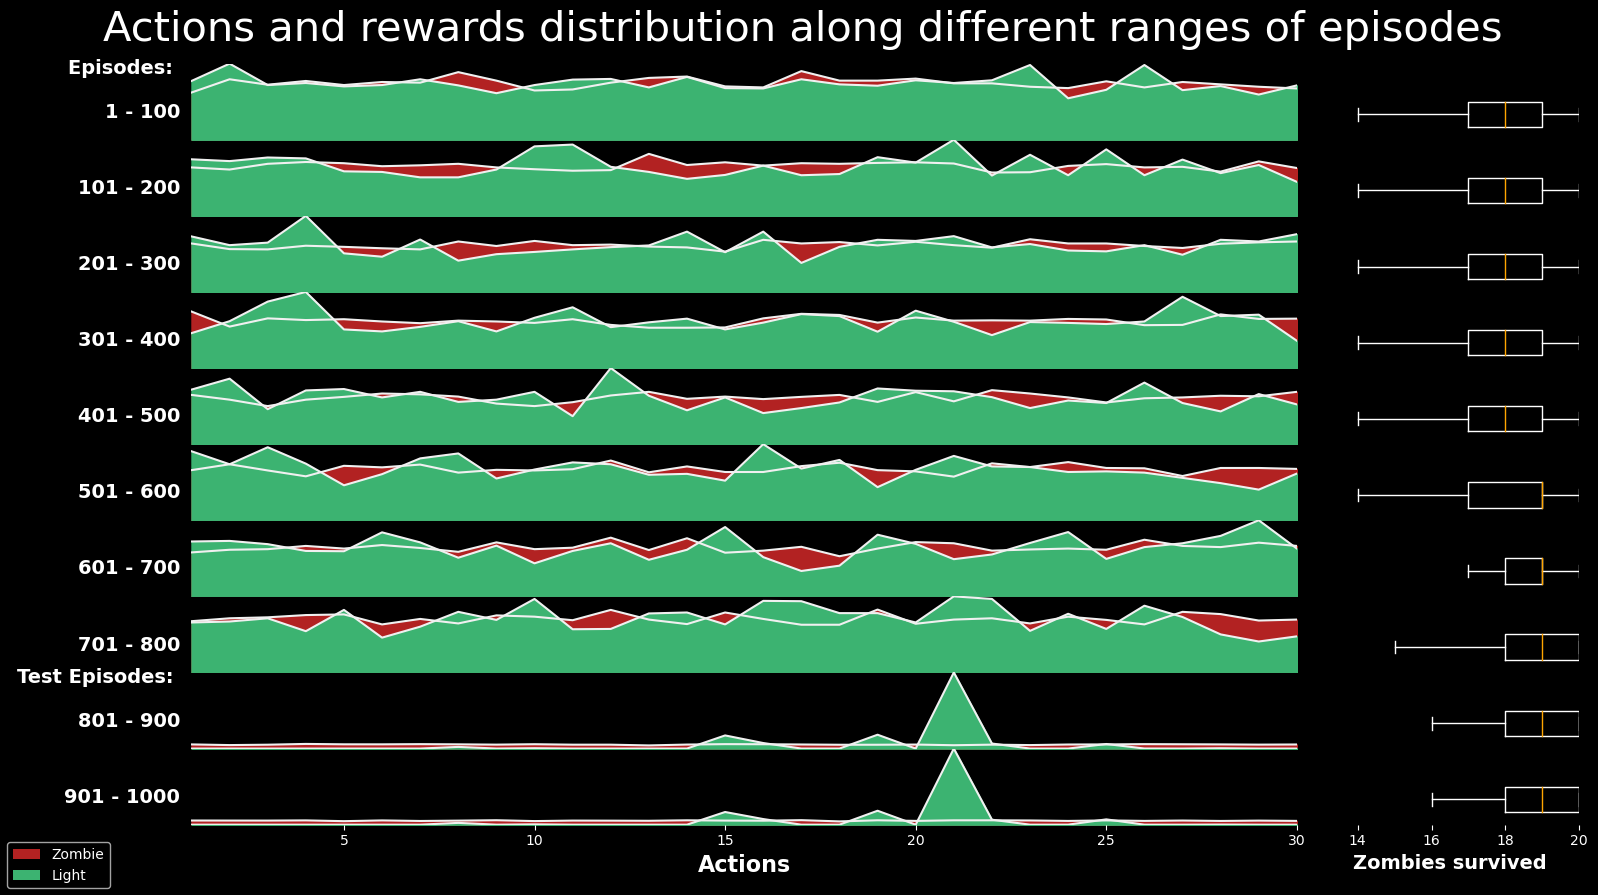 Actions and rewards distribution along different ranges of episodes
Episodes:
1 - 100
101 - 200
201 - 300
301 - 400
401 - 500
501 - 600
601 - 700
701 - 800
Test Episodes:
801 - 900
901 - 1000
5 10 15 20 25 30
14 16 18 20
Actions
Zombies survived
Zombie
Light